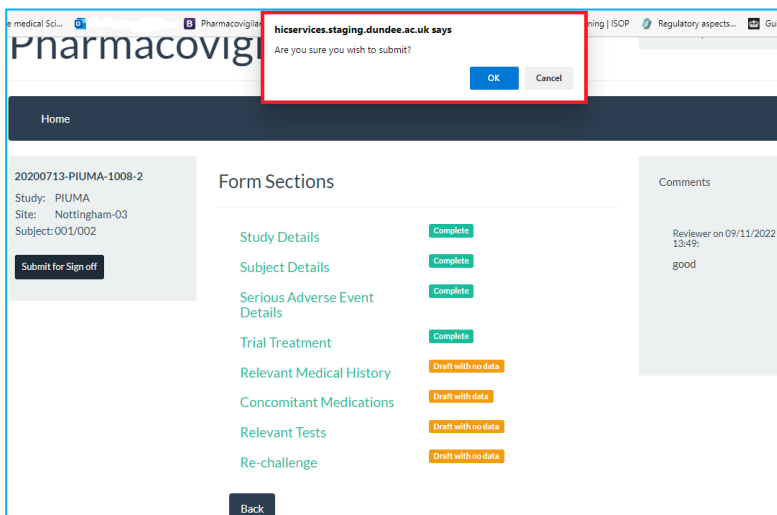 e medical Sci...
Pharmacovigila
ning | ISOP
Regulatory aspects...
Gui
hicservices.staging.dundee.ac.uk says
Are you sure you wish to submit?
OK
Cancel
Pharmacovigi
Home
20200713-PIUMA-1008-2
Study: PIUMA
Site: Nottingham-03
Subject: 001/002
Submit for Sign off
Form Sections
Study Details Complete
Subject Details Complete
Serious Adverse Event Complete
Details
Trial Treatment Complete
Relevant Medical History Draft with no data
Concomitant Medications Draft with data
Relevant Tests Draft with no data
Re-challenge Draft with no data
Back
Comments
Reviewer on 09/11/2022
13:49:
good